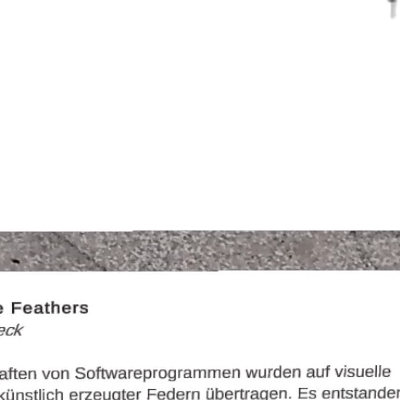 e Feathers
eck
aften von Softwareprogrammen wurden auf visuelle
künstlich erzeugter Federn übertragen. Es entstanden